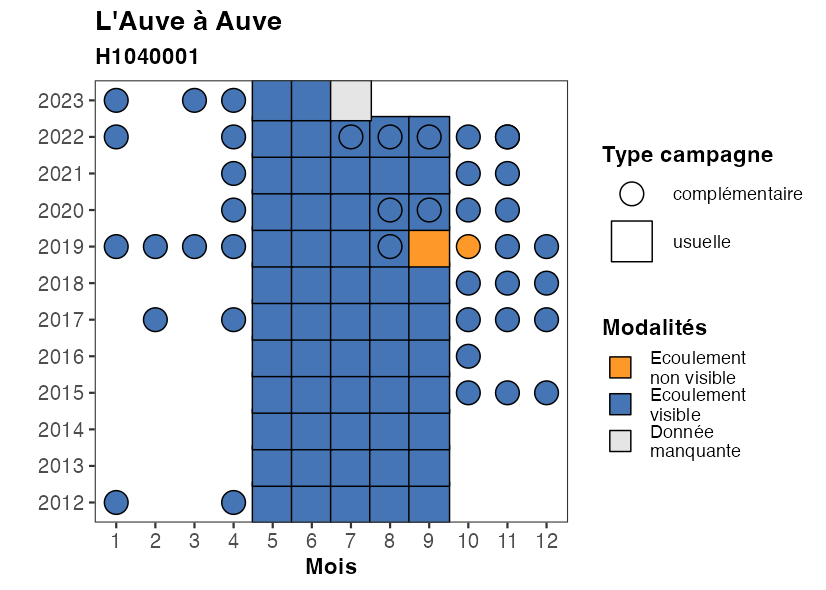 L'Auve à Auve
H1040001
2023
2022
2021
2020
2019
2018
2017
2016
2015
2014
2013
2012
1 2 3 4 5 6 7 8 9 10 11 12
Mois
Type campagne
complémentaire
usuelle
Modalités
Ecoulement
non visible
Ecoulement
visible
Donnée
manquante